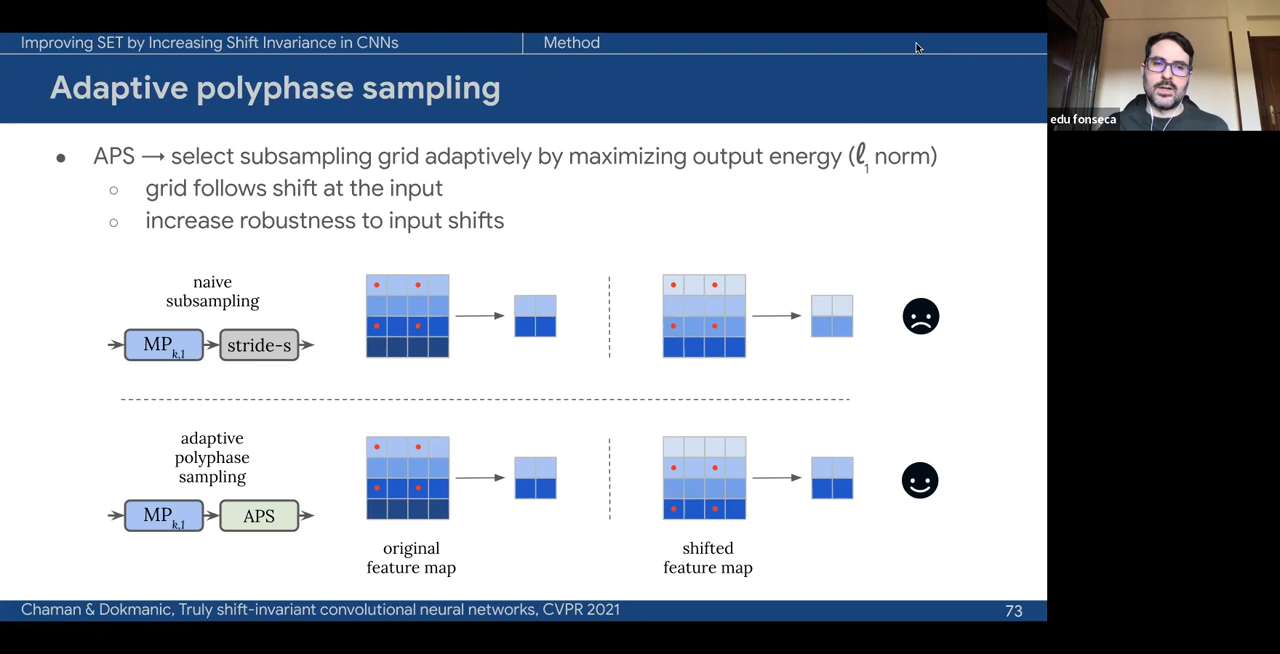 Improving SET by Increasing Shift Invariance in CNNs
Method
Adaptive polyphase sampling
● APS → select subsampling grid adaptively by maximizing output energy (ℓ1 norm)
○ grid follows shift at the input
○ increase robustness to input shifts
naive
subsampling
MPk,1
stride-s
adaptive
polyphase
sampling
MPk,1
APS
original
feature map
shifted
feature map
Chaman & Dokmanic, Truly shift-invariant convolutional neural networks, CVPR 2021
73
edu fonseca